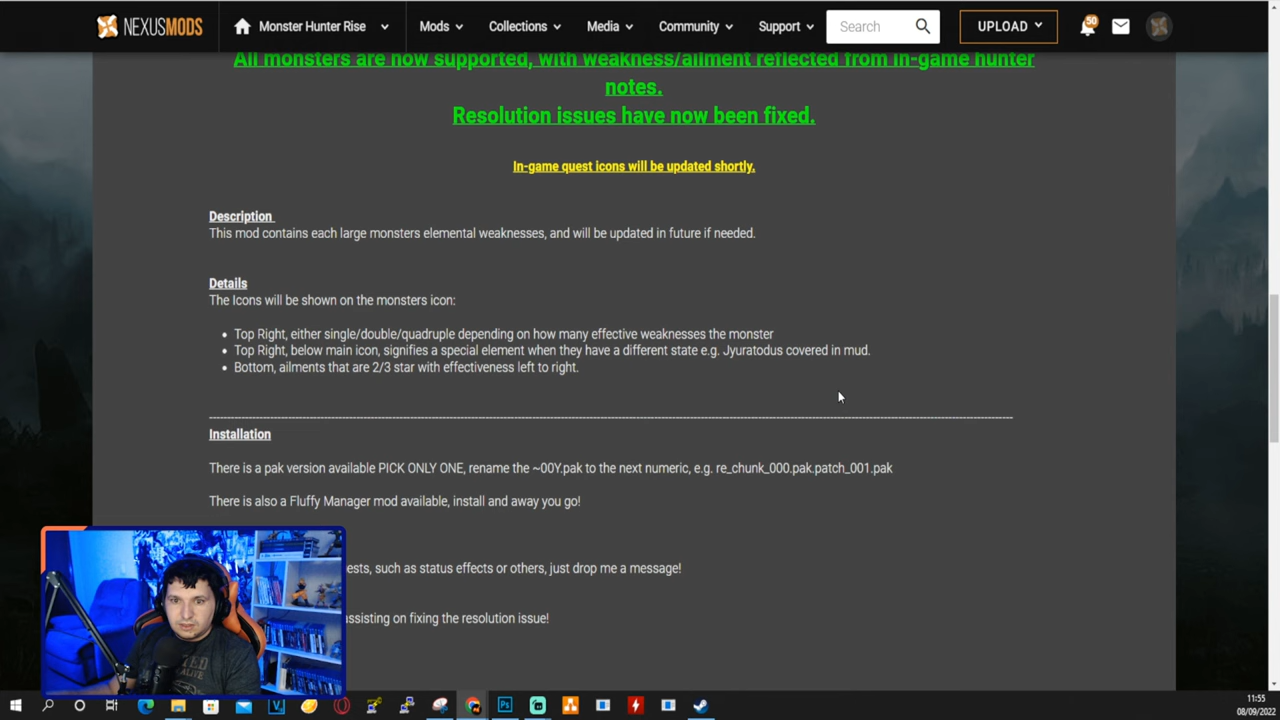 NEXUSMODS Monster Hunter Rise Mods Collections Media Community Support Search UPLOAD 50
All monsters are now supported, with weakness/ailment reflected from in-game hunter
notes.
Resolution issues have now been fixed.
In-game quest icons will be updated shortly.
Description
This mod contains each large monsters elemental weaknesses, and will be updated in future if needed.
Details
The Icons will be shown on the monsters icon:
Top Right, either single/double/quadruple depending on how many effective weaknesses the monster
Top Right, below main icon, signifies a special element when they have a different state e.g. Jyuratodus covered in mud.
Bottom, ailments that are 2/3 star with effectiveness left to right.
Installation
There is a pak version available PICK ONLY ONE, rename the ~00Y.pak to the next numeric, e.g. re_chunk_000.pak.patch_001.pak
There is also a Fluffy Manager mod available, install and away you go!
ests, such as status effects or others, just drop me a message!
assisting on fixing the resolution issue!
11:55
08/09/2022